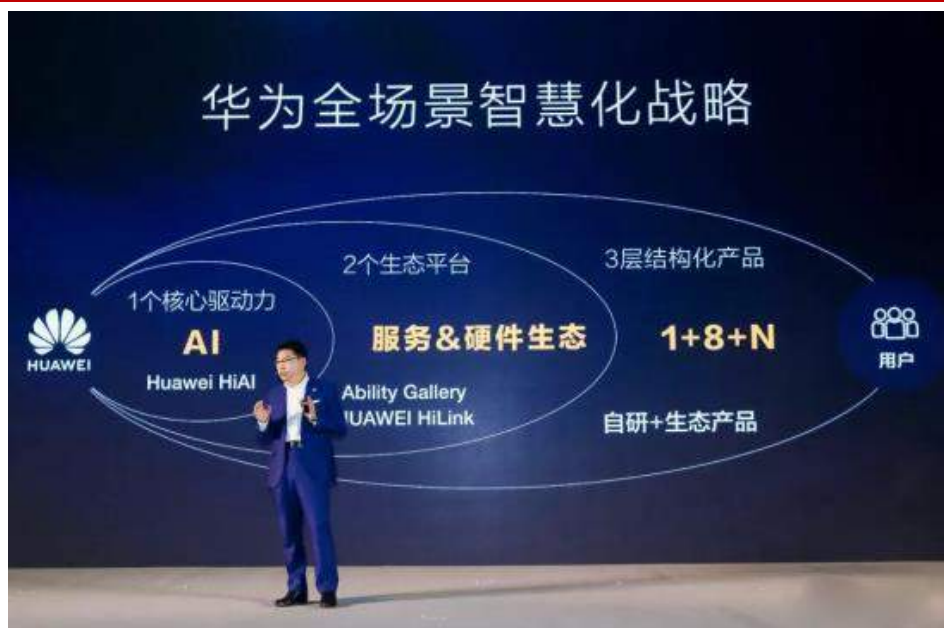 华为全场景智慧化战略
2个生态平台
3层结构化产品
1个核心驱动力
AI
服务&硬件生态
1+8+N
HUAWEI
用户
Huawei HiAI
Ability Gallery
UAWEI HiLink
自研+生态产品